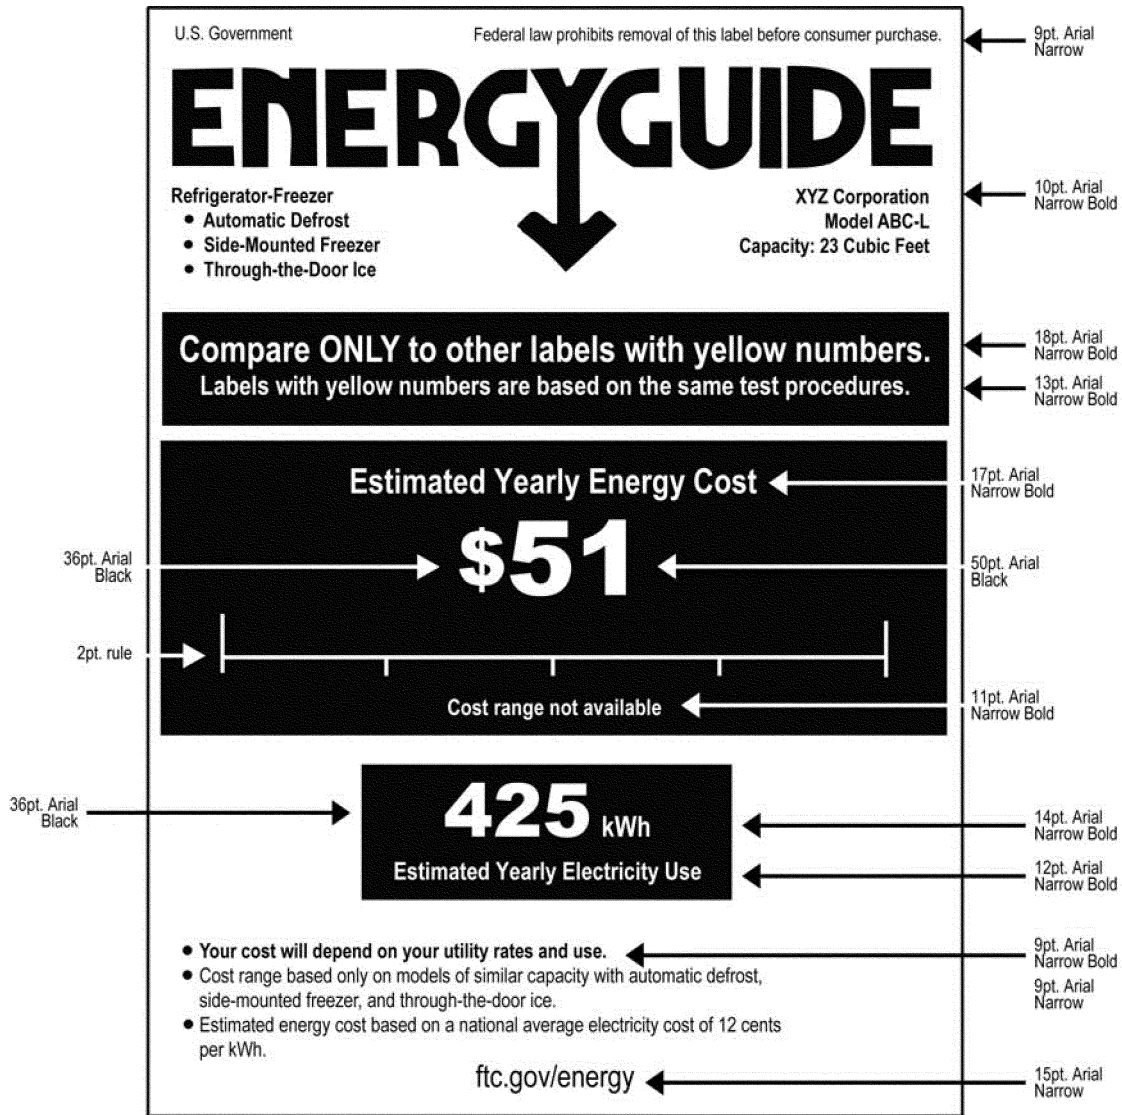 U.S. Government
Federal law prohibits removal of this label before consumer purchase.
9pt. Arial
Narrow
ENERGYGUIDE
Refrigerator-Freezer
• Automatic Defrost
• Side-Mounted Freezer
• Through-the-Door Ice
XYZ Corporation
Model ABC-L
Capacity: 23 Cubic Feet
10pt. Arial
Narrow Bold
Compare ONLY to other labels with yellow numbers.
Labels with yellow numbers are based on the same test procedures.
18pt. Arial
Narrow Bold
13pt. Arial
Narrow Bold
Estimated Yearly Energy Cost
17pt. Arial
Narrow Bold
36pt. Arial
Black
$51
50pt. Arial
Black
2pt. rule
Cost range not available
11pt. Arial
Narrow Bold
36pt. Arial
Black
425 kWh
14pt. Arial
Narrow Bold
Estimated Yearly Electricity Use
12pt. Arial
Narrow Bold
• Your cost will depend on your utility rates and use.
9pt. Arial
Narrow Bold
• Cost range based only on models of similar capacity with automatic defrost,
side-mounted freezer, and through-the-door ice.
9pt. Arial
Narrow
• Estimated energy cost based on a national average electricity cost of 12 cents
per kWh.
ftc.gov/energy
15pt. Arial
Narrow